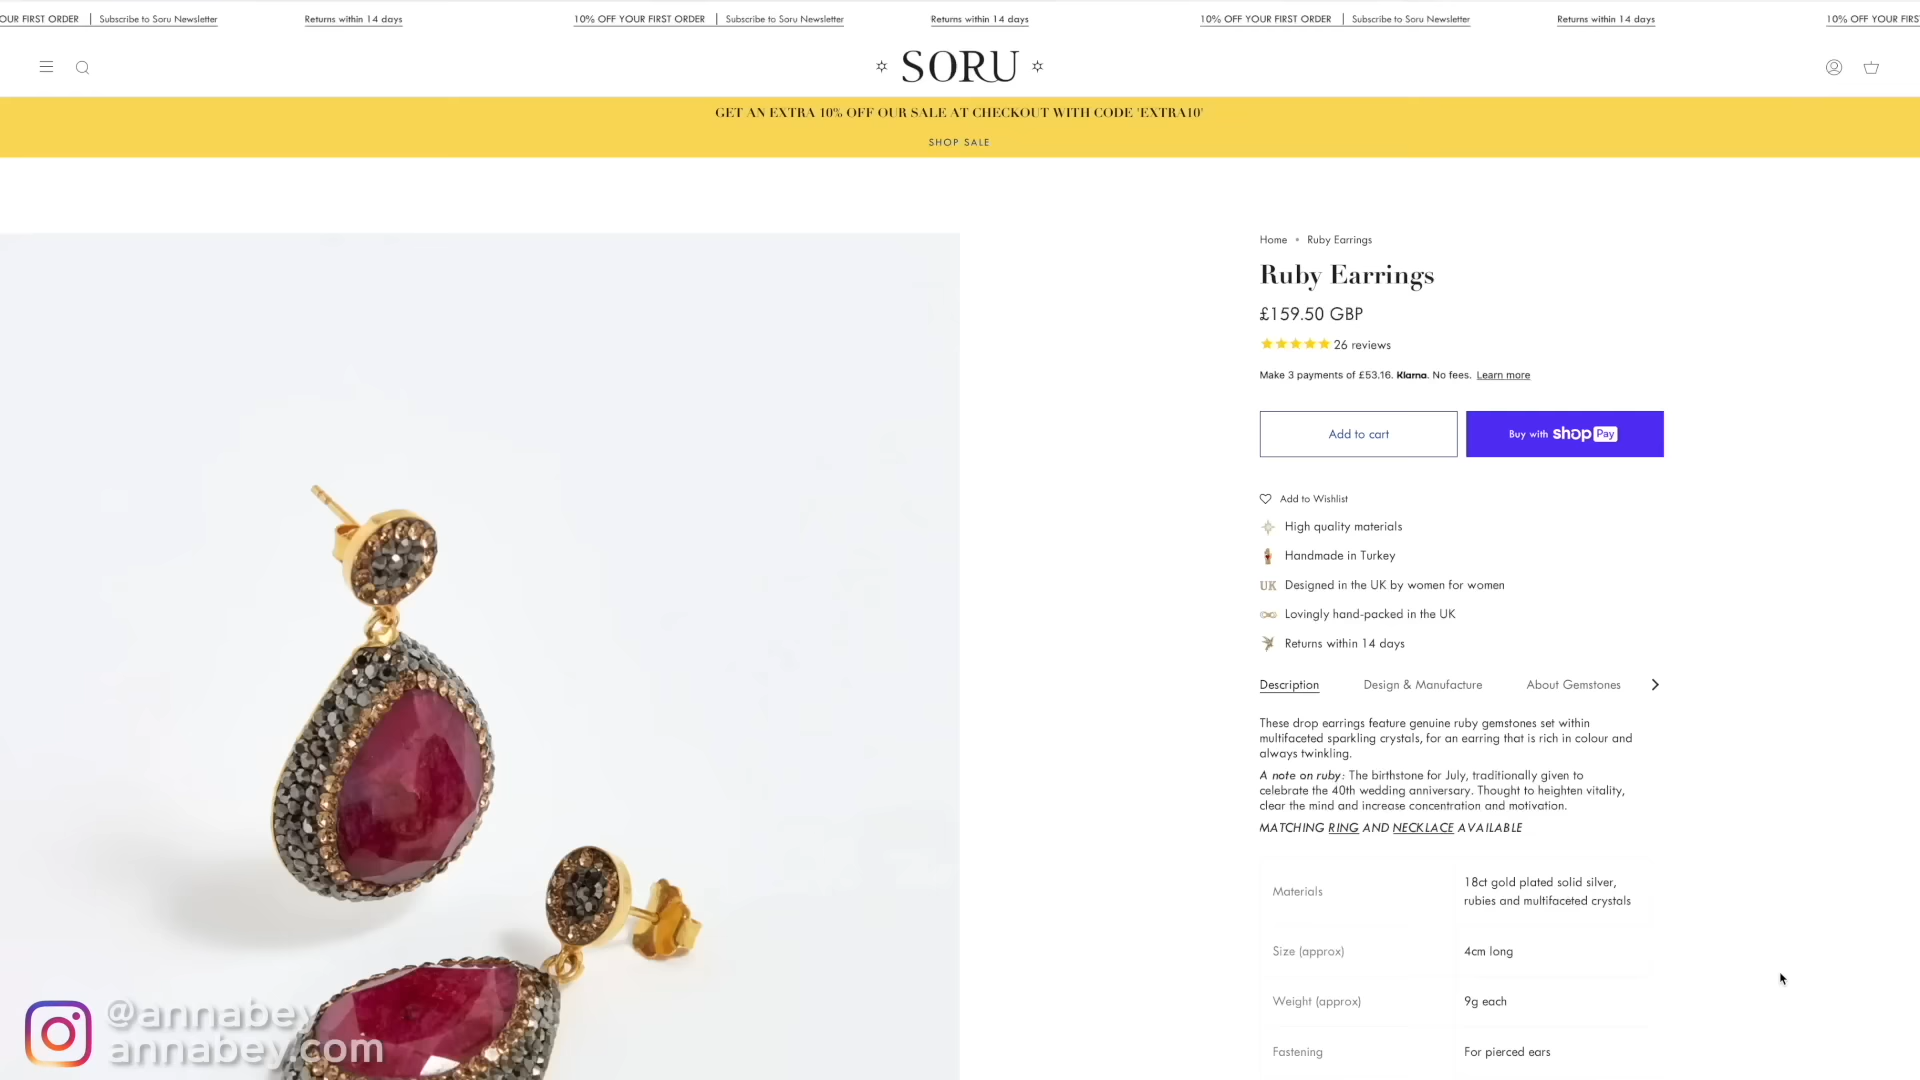 OUR FIRST ORDER | Subscribe to Soru Newsletter Returns within 14 days 10% OFF YOUR FIRST ORDER | Subscribe to Soru Newsletter Returns within 14 days 10% OFF YOUR FIRST ORDER | Subscribe to Soru Newsletter Returns within 14 days 10% OFF YOUR FIRS
SORU
GET AN EXTRA 10% OFF OUR SALE AT CHECKOUT WITH CODE 'EXTRA10'
SHOP SALE
Home • Ruby Earrings
Ruby Earrings
£159.50 GBP
26 reviews
Make 3 payments of £53.16. Klarna. No fees. Learn more
Add to cart
Buy with shop Pay
Add to Wishlist
High quality materials
Handmade in Turkey
UK Designed in the UK by women for women
Lovingly hand-packed in the UK
Returns within 14 days
Description Design & Manufacture About Gemstones
These drop earrings feature genuine ruby gemstones set within
multifaceted sparkling crystals, for an earring that is rich in colour and
always twinkling.
A note on ruby: The birthstone for July, traditionally given to
celebrate the 40th wedding anniversary. Thought to heighten vitality,
clear the mind and increase concentration and motivation.
MATCHING RING AND NECKLACE AVAILABLE
Materials 18ct gold plated solid silver,
rubies and multifaceted crystals
Size (approx) 4cm long
Weight (approx) 9g each
Fastening For pierced ears
@annabey
annabey.com